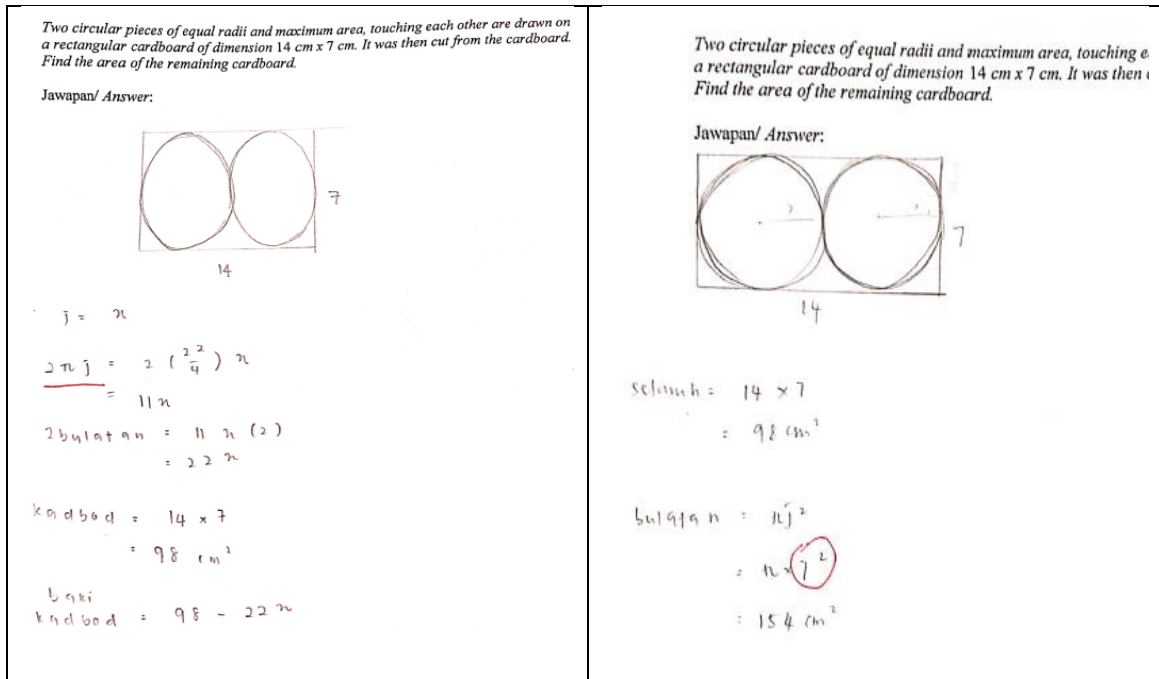 Two circular pieces of equal radii and maximum area, touching each other are drawn on
a rectangular cardboard of dimension 14 cm x 7 cm. It was then cut from the cardboard.
Find the area of the remaining cardboard.
Jawapan/ Answer:
7
14
j = x
2πj = 2 (22/4) x
= 11x
2 bulatan = 11 x (2)
= 22 x
kadbod = 14 x 7
= 98 cm²
baki
kadbod = 98 - 22 x
Two circular pieces of equal radii and maximum area, touching e
a rectangular cardboard of dimension 14 cm x 7 cm. It was then
Find the area of the remaining cardboard.
Jawapan/ Answer:
7
14
= 14 x 7
= 98 cm²
bulatan = πj²
= π x 7²
= 154 cm²